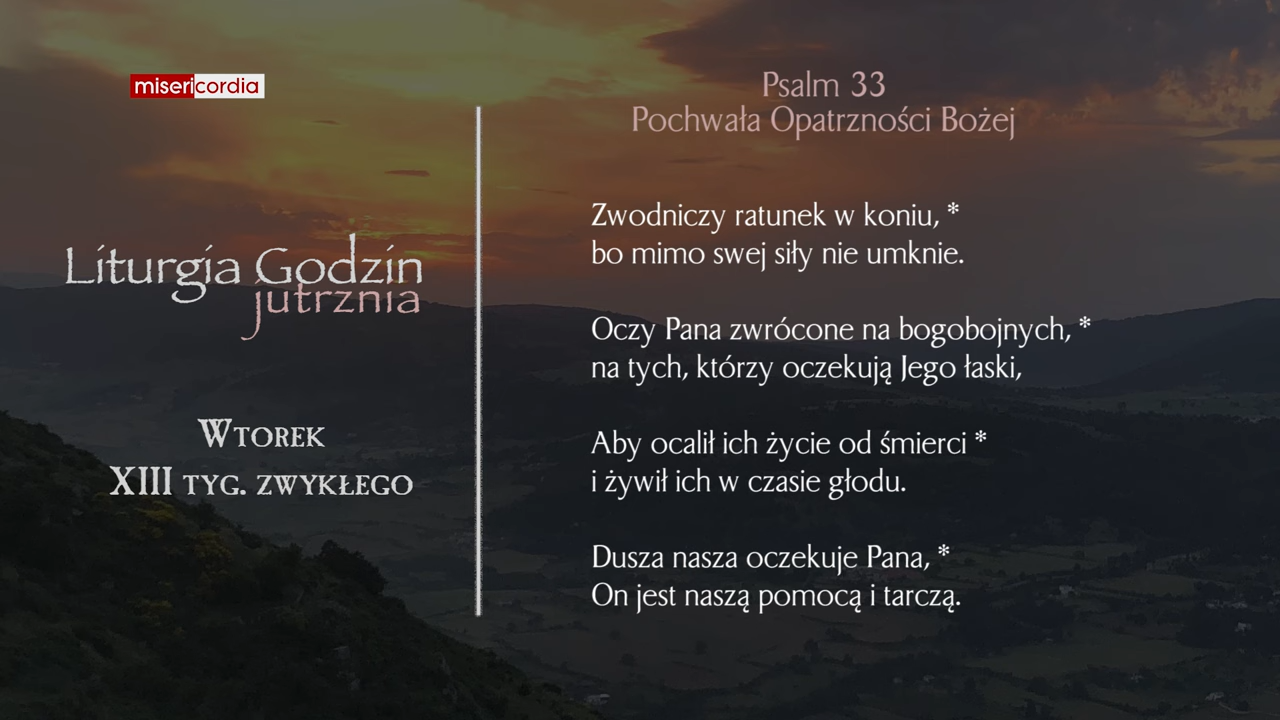 misericordia
Liturgia Godzin
jutrznia
Wtorek
XIII tyg. zwykłego
Psalm 33
Pochwała Opatrzności Bożej
Zwodniczy ratunek w koniu, *
bo mimo swej siły nie umknie.
Oczy Pana zwrócone na bogobojnych, *
na tych, którzy oczekują Jego łaski,
Aby ocalił ich życie od śmierci *
i żywił ich w czasie głodu.
Dusza nasza oczekuje Pana, *
On jest naszą pomocą i tarczą.